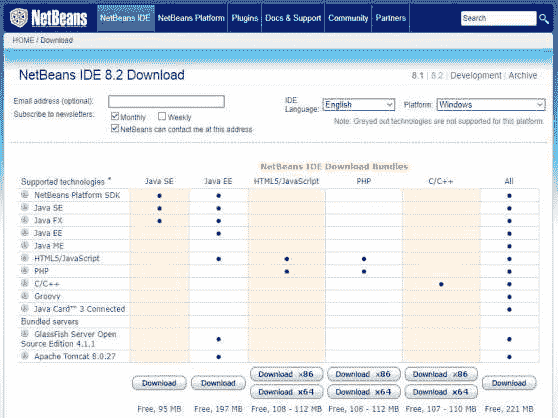 NetBeans
NetBeans IDE
NetBeans Platform
Plugins
Docs & Support
Community
Partners
Search
HOME / Download
NetBeans IDE 8.2 Download
8.1 | 8.2 | Development | Archive
Email address (optional):
Subscribe to newsletters:
Monthly
Weekly
NetBeans can contact me at this address
IDE Language:
English
Platform:
Windows
Note: Greyed out technologies are not supported for this platform.
NetBeans IDE Download Bundles
Supported technologies * Java SE Java EE HTML5/JavaScript PHP C/C++ All
NetBeans Platform SDK
Java SE
Java FX
Java EE
Java ME
HTML5/JavaScript
PHP
C/C++
Groovy
Java Card™ 3 Connected
Bundled servers
GlassFish Server Open
Source Edition 4.1.1
Apache Tomcat 8.0.27
Download Download Download x86 Download x86 Download x86 Download
Download x64 Download x64 Download x64
Free, 95 MB Free, 197 MB Free, 108 - 112 MB Free, 108 - 112 MB Free, 107 - 110 MB Free, 221 MB